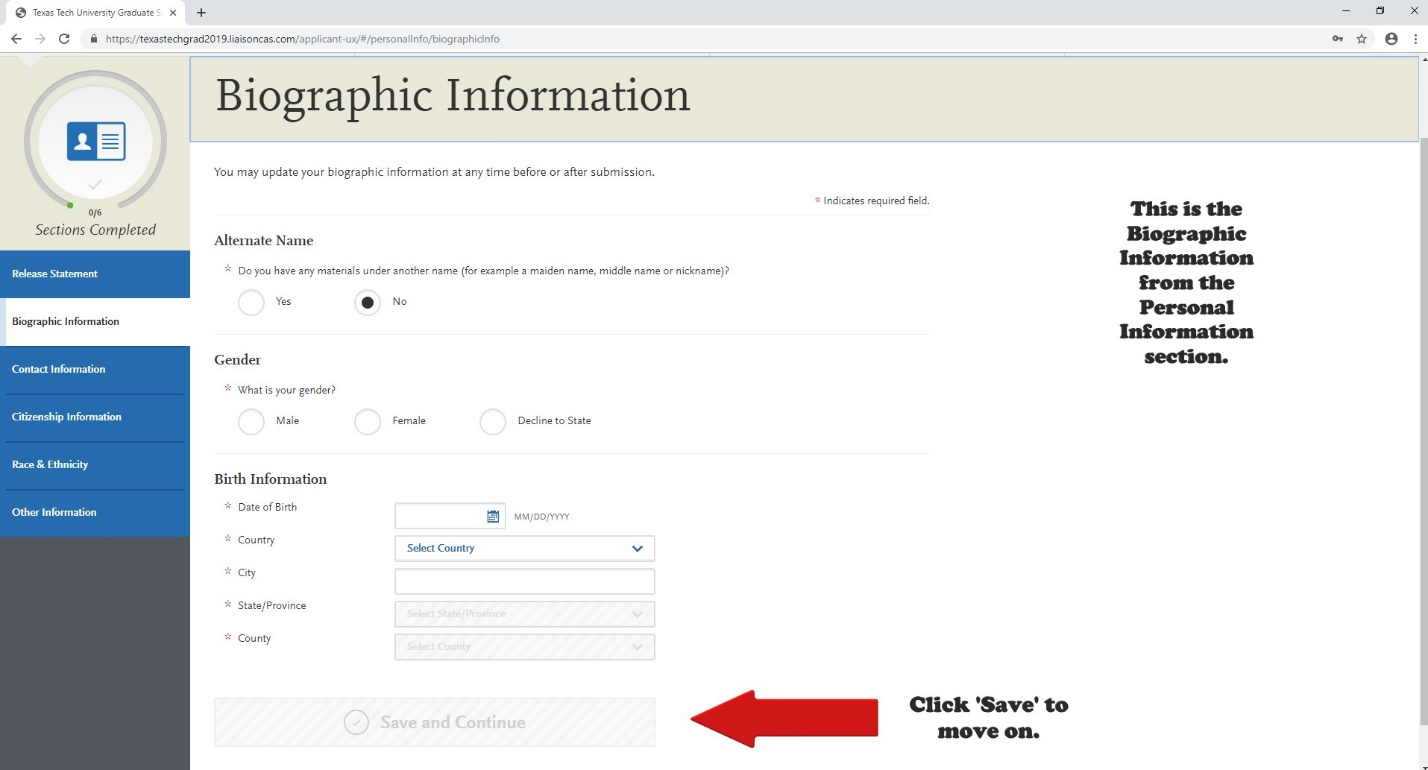 Texas Tech University Graduate S
https://texastechgrad2019.liaisoncas.com/applicant-ux/#/personalInfo/biographicInfo
0/6
Sections Completed
Release Statement
Biographic Information
Contact Information
Citizenship Information
Race & Ethnicity
Other Information
Biographic Information
You may update your biographic information at any time before or after submission.
* Indicates required field.
Alternate Name
* Do you have any materials under another name (for example a maiden name, middle name or nickname)?
Yes No
Gender
* What is your gender?
Male Female Decline to State
Birth Information
* Date of Birth MM/DD/YYYY
* Country Select Country
* City
* State/Province Select State/Province
* County Select County
Save and Continue
This is the
Biographic
Information
from the
Personal
Information
section.
Click 'Save' to
move on.